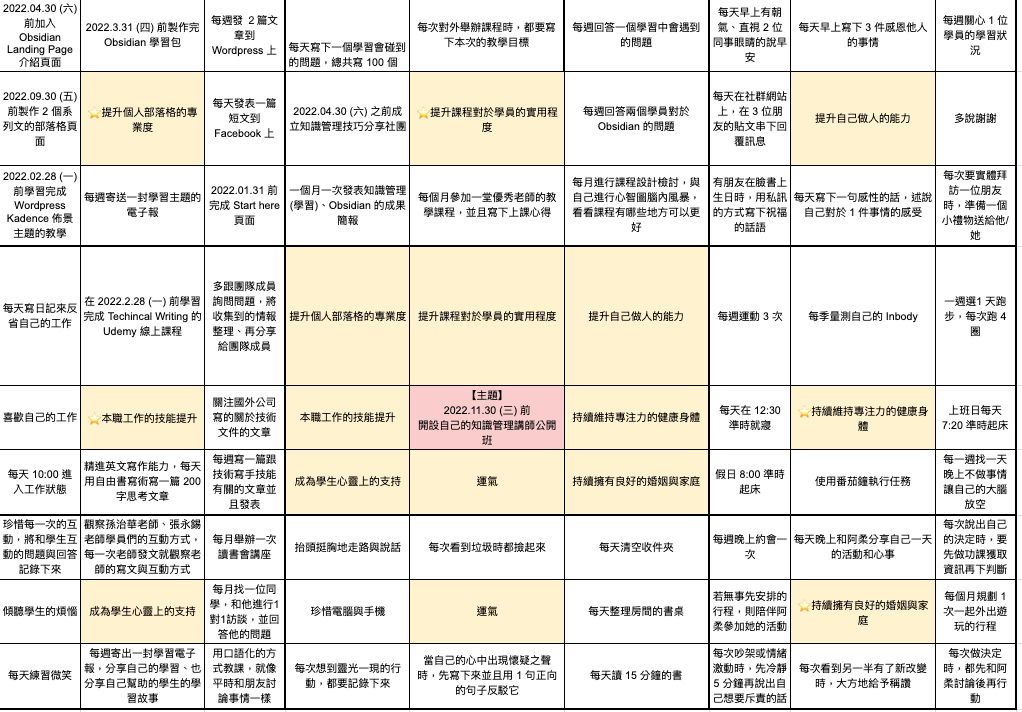 2022.04.30 (六)
前加入
Obsidian
Landing Page
介紹頁面
2022.3.31 (四) 前製作完
Obsidian 學習包
每週發 2 篇文
章到
Wordpress 上
每天寫下一個學習會碰到
的問題，總共寫 100 個
每次對外舉辦課程時，都要寫
下本次的教學目標
每週回答一個學習中會遇到
的問題
每天早上有朝
氣、直視 2 位
同事眼睛的說早
安
每天早上寫下 3 件感恩他人
的事情
每週關心 1 位
學員的學習狀
況
2022.09.30 (五)
前製作 2 個系
列文的部落格頁
面
⭐提升個人部落格的專
業度
每天發表一篇
短文到
Facebook 上
2022.04.30 (六) 之前成
立知識管理技巧分享社團
⭐提升課程對於學員的實用程
度
每週回答兩個學員對於
Obsidian 的問題
每天在社群網站
上，在 3 位朋
友的貼文串下回
覆訊息
提升自己做人的能力
多說謝謝
2022.02.28 (一)
前學習完成
Wordpress
Kadence 佈景
主題的教學
每週寄送一封學習主題的
電子報
2022.01.31 前
完成 Start here
頁面
一個月一次發表知識管理
(學習)、Obsidian 的成果
簡報
每個月參加一堂優秀老師的教
學課程，並且寫下上課心得
每月進行課程設計檢討，與
自己進行心智圖腦內風暴，
看看課程有哪些地方可以更
好
有朋友在臉書上
生日時，用私訊
的方式寫下祝福
的話語
每天寫下一句感性的話，述說
自己對於 1 件事情的感受
每次要實體拜
訪一位朋友
時，準備一個
小禮物送給他/
她
每天寫日記來反
省自己的工作
在 2022.2.28 (一) 前學習
完成 Techincal Writing 的
Udemy 線上課程
多跟團隊成員
詢問問題，將
收集到的情報
整理、再分享
給團隊成員
提升個人部落格的專業度
提升課程對於學員的實用程度
提升自己做人的能力
每週運動 3 次
每季量測自己的 Inbody
一週選1 天跑
步，每次跑 4
圈
喜歡自己的工作
⭐本職工作的技能提升
關注國外公司
寫的關於技術
文件的文章
本職工作的技能提升
【主題】
2022.11.30 (三) 前
開設自己的知識管理講師公開
班
持續維持專注力的健康身體
每天在 12:30
準時就寢
⭐持續維持專注力的健康身
體
上班日每天
7:20 準時起床
每天 10:00 進
入工作狀態
精進英文寫作能力，每天
用自由書寫術寫一篇 200
字思考文章
每週寫一篇跟
技術寫手技能
有關的文章並
且發表
成為學生心靈上的支持
運氣
持續擁有良好的婚姻與家庭
假日 8:00 準時
起床
使用番茄鐘執行任務
每一週找一天
晚上不做事情
讓自己的大腦
放空
珍惜每一次的互
動，將和學生互
動的問題與回答
記錄下來
觀察孫治華老師、張永錫
老師學員們的互動方式，
每一次老師發文就觀察老
師的寫文與互動方式
每月舉辦一次
讀書會講座
抬頭挺胸地走路與說話
每次看到垃圾時都撿起來
每天清空收件夾
每週晚上約會一
次
每天晚上和阿柔分享自己一天
的活動和心事
每次說出自己
的決定時，要
先做功課獲取
資訊再下判斷
傾聽學生的煩惱
成為學生心靈上的支持
每月找一位同
學，和他進行1
對1訪談，並回
答他的問題
珍惜電腦與手機
運氣
每天整理房間的書桌
若無事先安排的
行程，則陪伴阿
柔參加她的活動
⭐持續擁有良好的婚姻與家
庭
每個月規劃 1
次一起外出遊
玩的行程
每天練習微笑
每週寄出一封學習電子
報，分享自己的學習、也
分享自己幫助的學生的學
習故事
用口語化的方
式教課，就像
平時和朋友討
論事情一樣
每次想到靈光一現的行
動，都要記錄下來
當自己的心中出現懷疑之聲
時，先寫下來並且用 1 句正向
的句子反駁它
每天讀 15 分鐘的書
每次吵架或情緒
激動時，先冷靜
5 分鐘再說出自
己想要斥責的話
每次看到另一半有了新改變
時，大方地給予稱讚
每次做決定
時，都先和阿
柔討論後再行
動